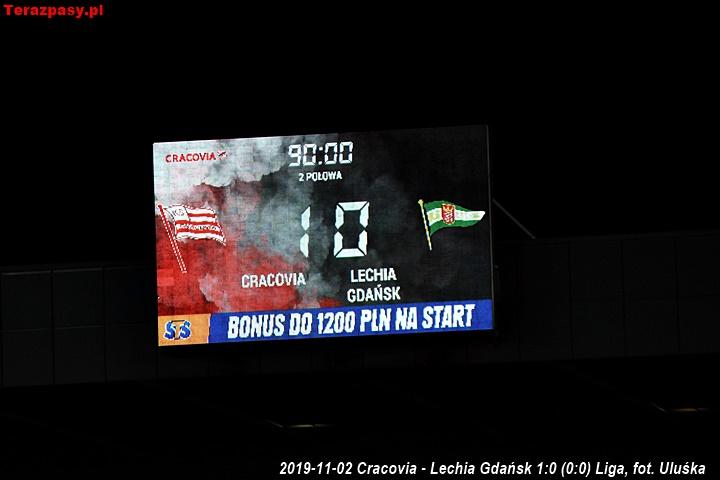 Terazpasy.pl
CRACOVIA
90:00
2 POŁOWA
1 0
CRACOVIA
LECHIA
GDAŃSK
STS
BONUS DO 1200 PLN NA START
2019-11-02 Cracovia - Lechia Gdańsk 1:0 (0:0) Liga, fot. Uluśka